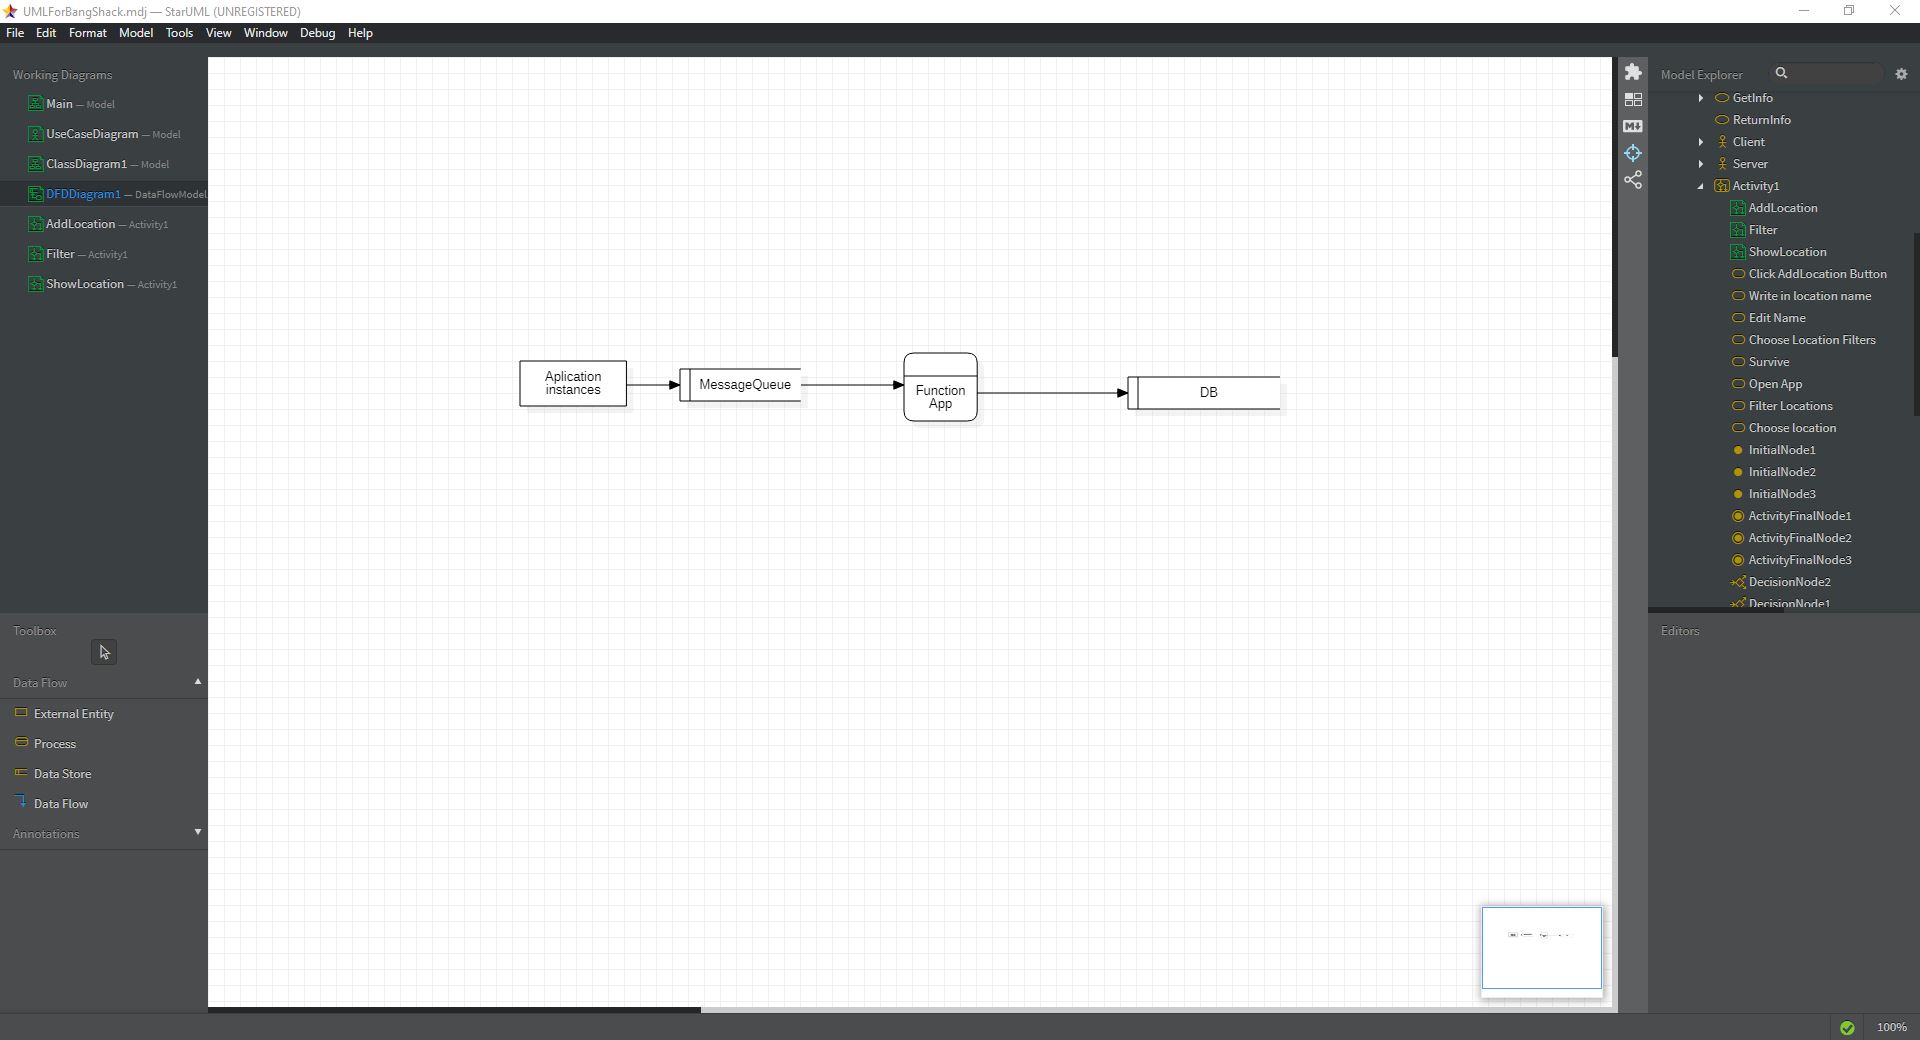 UMLForBangShack.mdj — StarUML (UNREGISTERED)
File Edit Format Model Tools View Window Debug Help
Working Diagrams
Main — Model
UseCaseDiagram — Model
ClassDiagram1 — Model
DFDDiagram1 — DataFlowModel
AddLocation — Activity1
Filter — Activity1
ShowLocation — Activity1
Toolbox
Data Flow
External Entity
Process
Data Store
Data Flow
Annotations
Aplication
instances
MessageQueue
Function
App
DB
Model Explorer
GetInfo
ReturnInfo
Client
Server
Activity1
AddLocation
Filter
ShowLocation
Click AddLocation Button
Write in location name
Edit Name
Choose Location Filters
Survive
Open App
Filter Locations
Choose location
InitialNode1
InitialNode2
InitialNode3
ActivityFinalNode1
ActivityFinalNode2
ActivityFinalNode3
DecisionNode2
DecisionNode1
Editors
100%